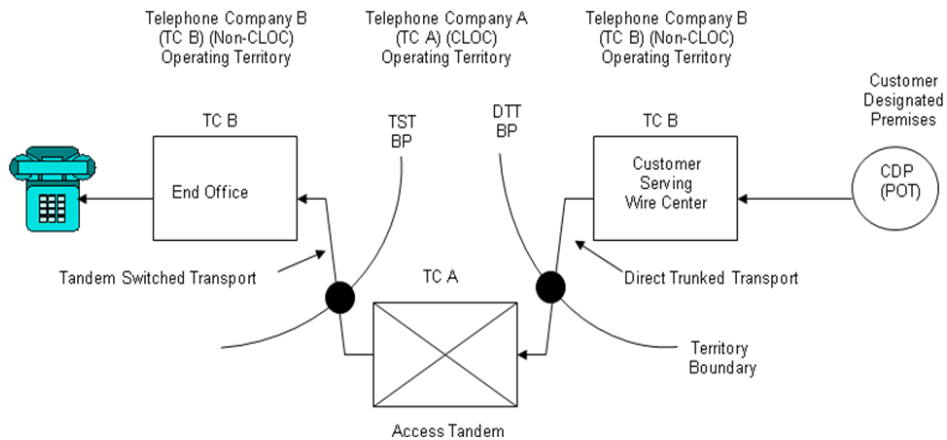 Telephone Company B
(TC B) (Non-CLOC)
Operating Territory
Telephone Company A
(TC A) (CLOC)
Operating Territory
Telephone Company B
(TC B) (Non-CLOC)
Operating Territory
Customer
Designated
Premises
TC B
TST
BP
DTT
BP
TC B
End Office
Customer
Serving
Wire Center
CDP
(POT)
Tandem Switched Transport
TC A
Direct Trunked Transport
Territory
Boundary
Access Tandem